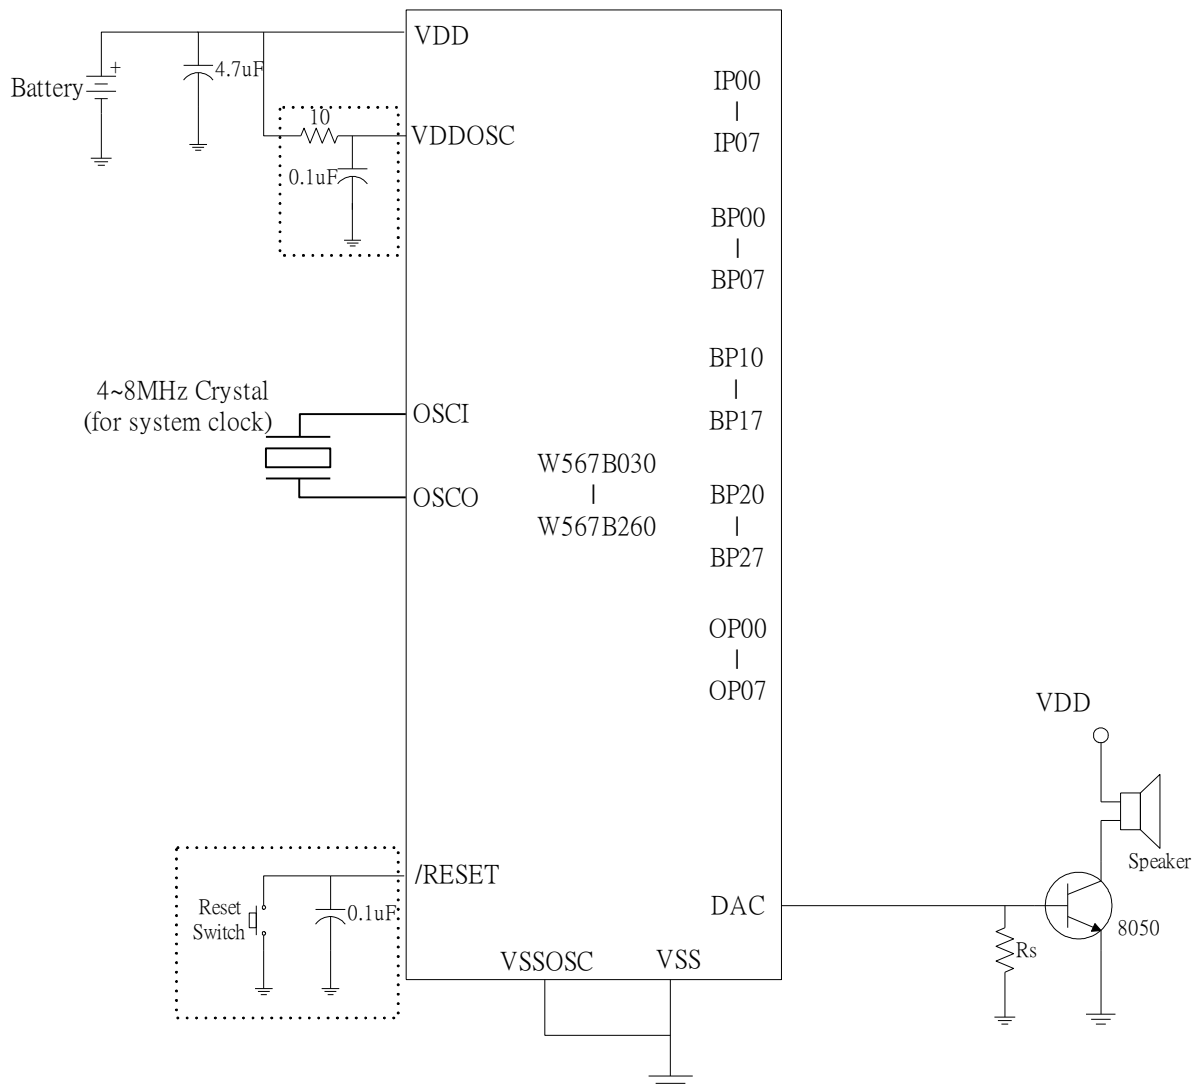 VDD
+
Battery
4.7uF
10
VDDOSC
0.1uF
IP00
IP07
BP00
BP07
4~8MHz Crystal
(for system clock)
OSCI
OSCO
W567B030
W567B260
BP10
BP17
BP20
BP27
OP00
OP07
VDD
Speaker
/RESET
Reset
Switch
0.1uF
DAC
8050
Rs
VSSOSC
VSS